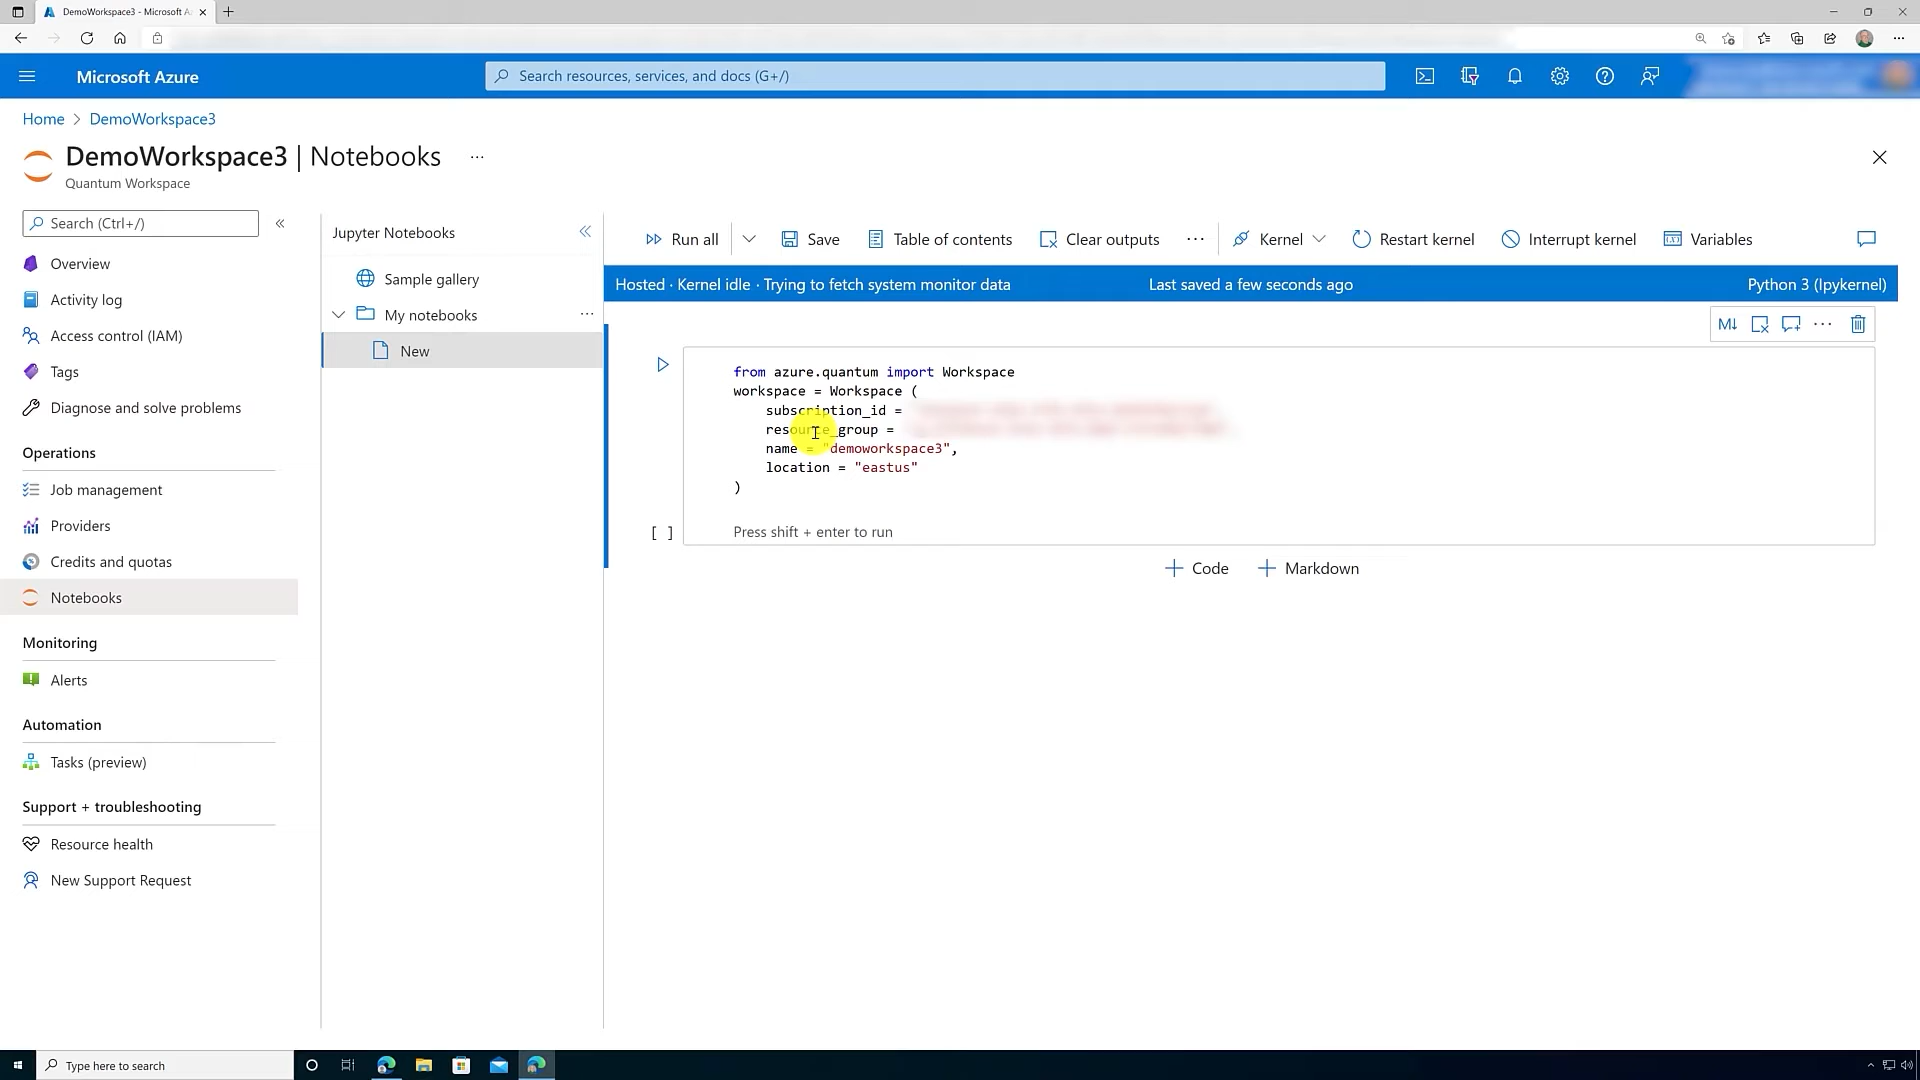 DemoWorkspace3 - Microsoft Az
Microsoft Azure
Search resources, services, and docs (G+/)
Home > DemoWorkspace3
DemoWorkspace3 | Notebooks ...
Quantum Workspace
Search (Ctrl+/)
Overview
Activity log
Access control (IAM)
Tags
Diagnose and solve problems
Operations
Job management
Providers
Credits and quotas
Notebooks
Monitoring
Alerts
Automation
Tasks (preview)
Support + troubleshooting
Resource health
New Support Request
Jupyter Notebooks
Sample gallery
My notebooks ...
New
Run all Save Table of contents Clear outputs ... Kernel Restart kernel Interrupt kernel Variables
Hosted · Kernel idle · Trying to fetch system monitor data Last saved a few seconds ago Python 3 (Ipykernel)
M↓ ...
from azure.quantum import Workspace
workspace = Workspace (
subscription_id =
resource_group =
name = "demoworkspace3",
location = "eastus"
)
[ ] Press shift + enter to run
+ Code + Markdown
Type here to search